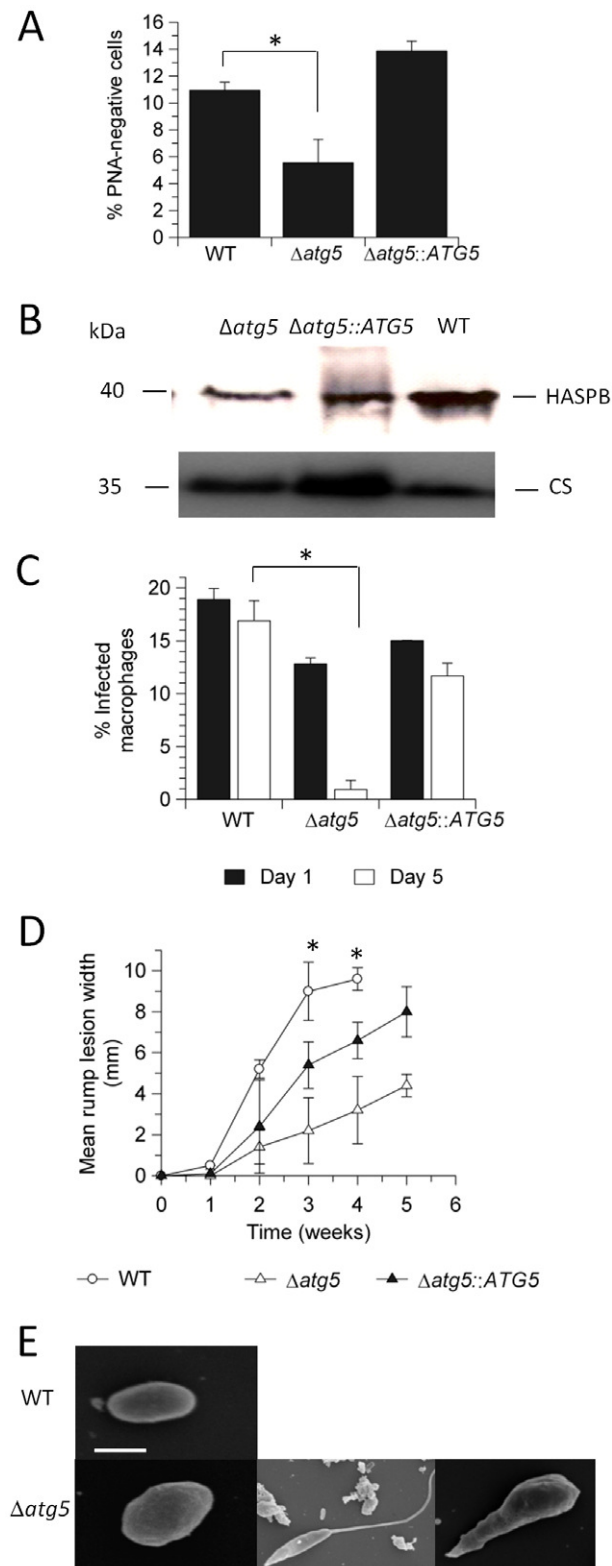 A
*
% PNA-negative cells
16
14
12
10
8
6
4
2
0
WT
Δatg5
Δatg5::ATG5
B
kDa
Δatg5
Δatg5::ATG5
WT
40
HASPB
35
CS
C
*
% Infected
macrophages
20
15
10
5
0
WT
Δatg5
Δatg5::ATG5
Day 1
Day 5
D
* *
Mean rump lesion width
(mm)
10
8
6
4
2
0
0 1 2 3 4 5 6
Time (weeks)
WT
Δatg5
Δatg5::ATG5
E
WT
Δatg5